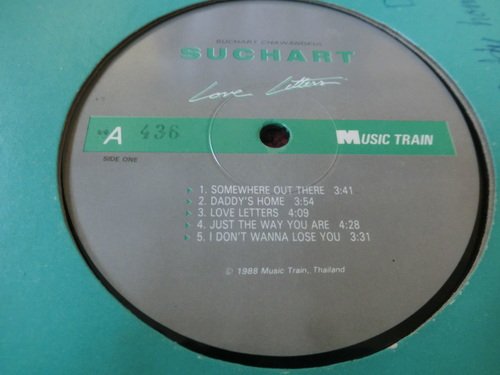 SUCHART CHAWANGKUL
SUCHART
Love Letters
A 436
MUSIC TRAIN
SIDE ONE
1. SOMEWHERE OUT THERE 3:41
2. DADDY'S HOME 3:54
3. LOVE LETTERS 4:09
4. JUST THE WAY YOU ARE 4:28
5. I DON'T WANNA LOSE YOU 3:31
© 1988 Music Train, Thailand